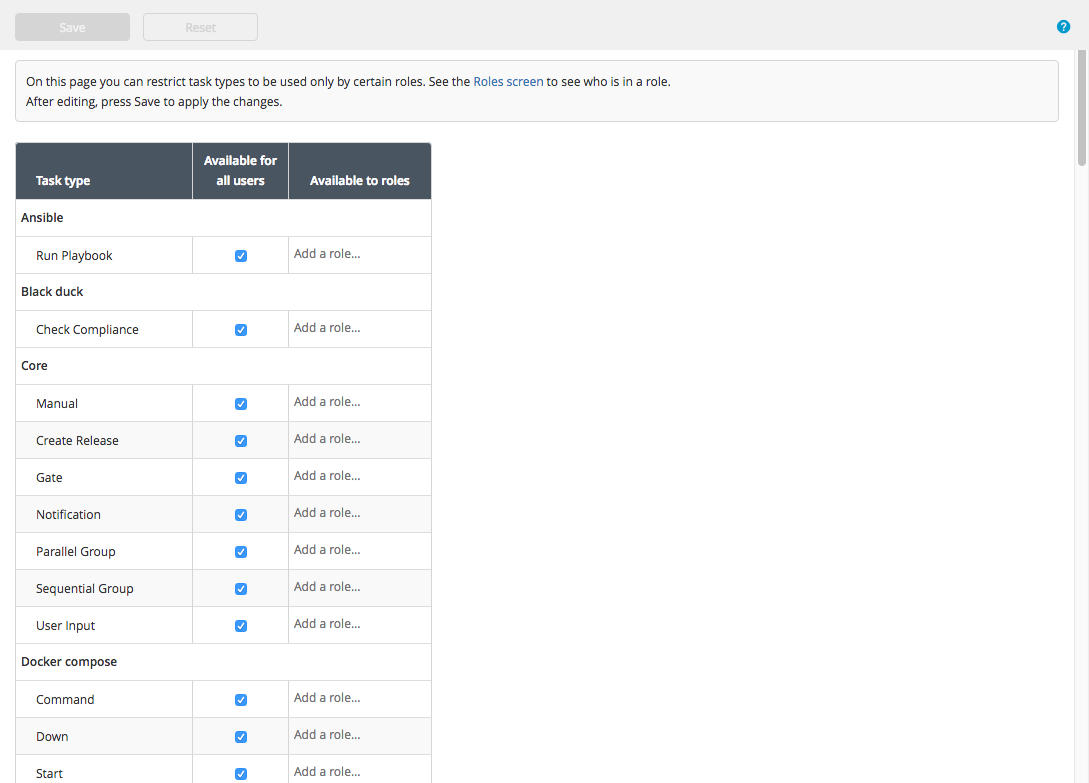 Save Reset ?
On this page you can restrict task types to be used only by certain roles. See the Roles screen to see who is in a role.
After editing, press Save to apply the changes.
Task type Available for all users Available to roles
Ansible
Run Playbook Add a role...
Black duck
Check Compliance Add a role...
Core
Manual Add a role...
Create Release Add a role...
Gate Add a role...
Notification Add a role...
Parallel Group Add a role...
Sequential Group Add a role...
User Input Add a role...
Docker compose
Command Add a role...
Down Add a role...
Start Add a role...